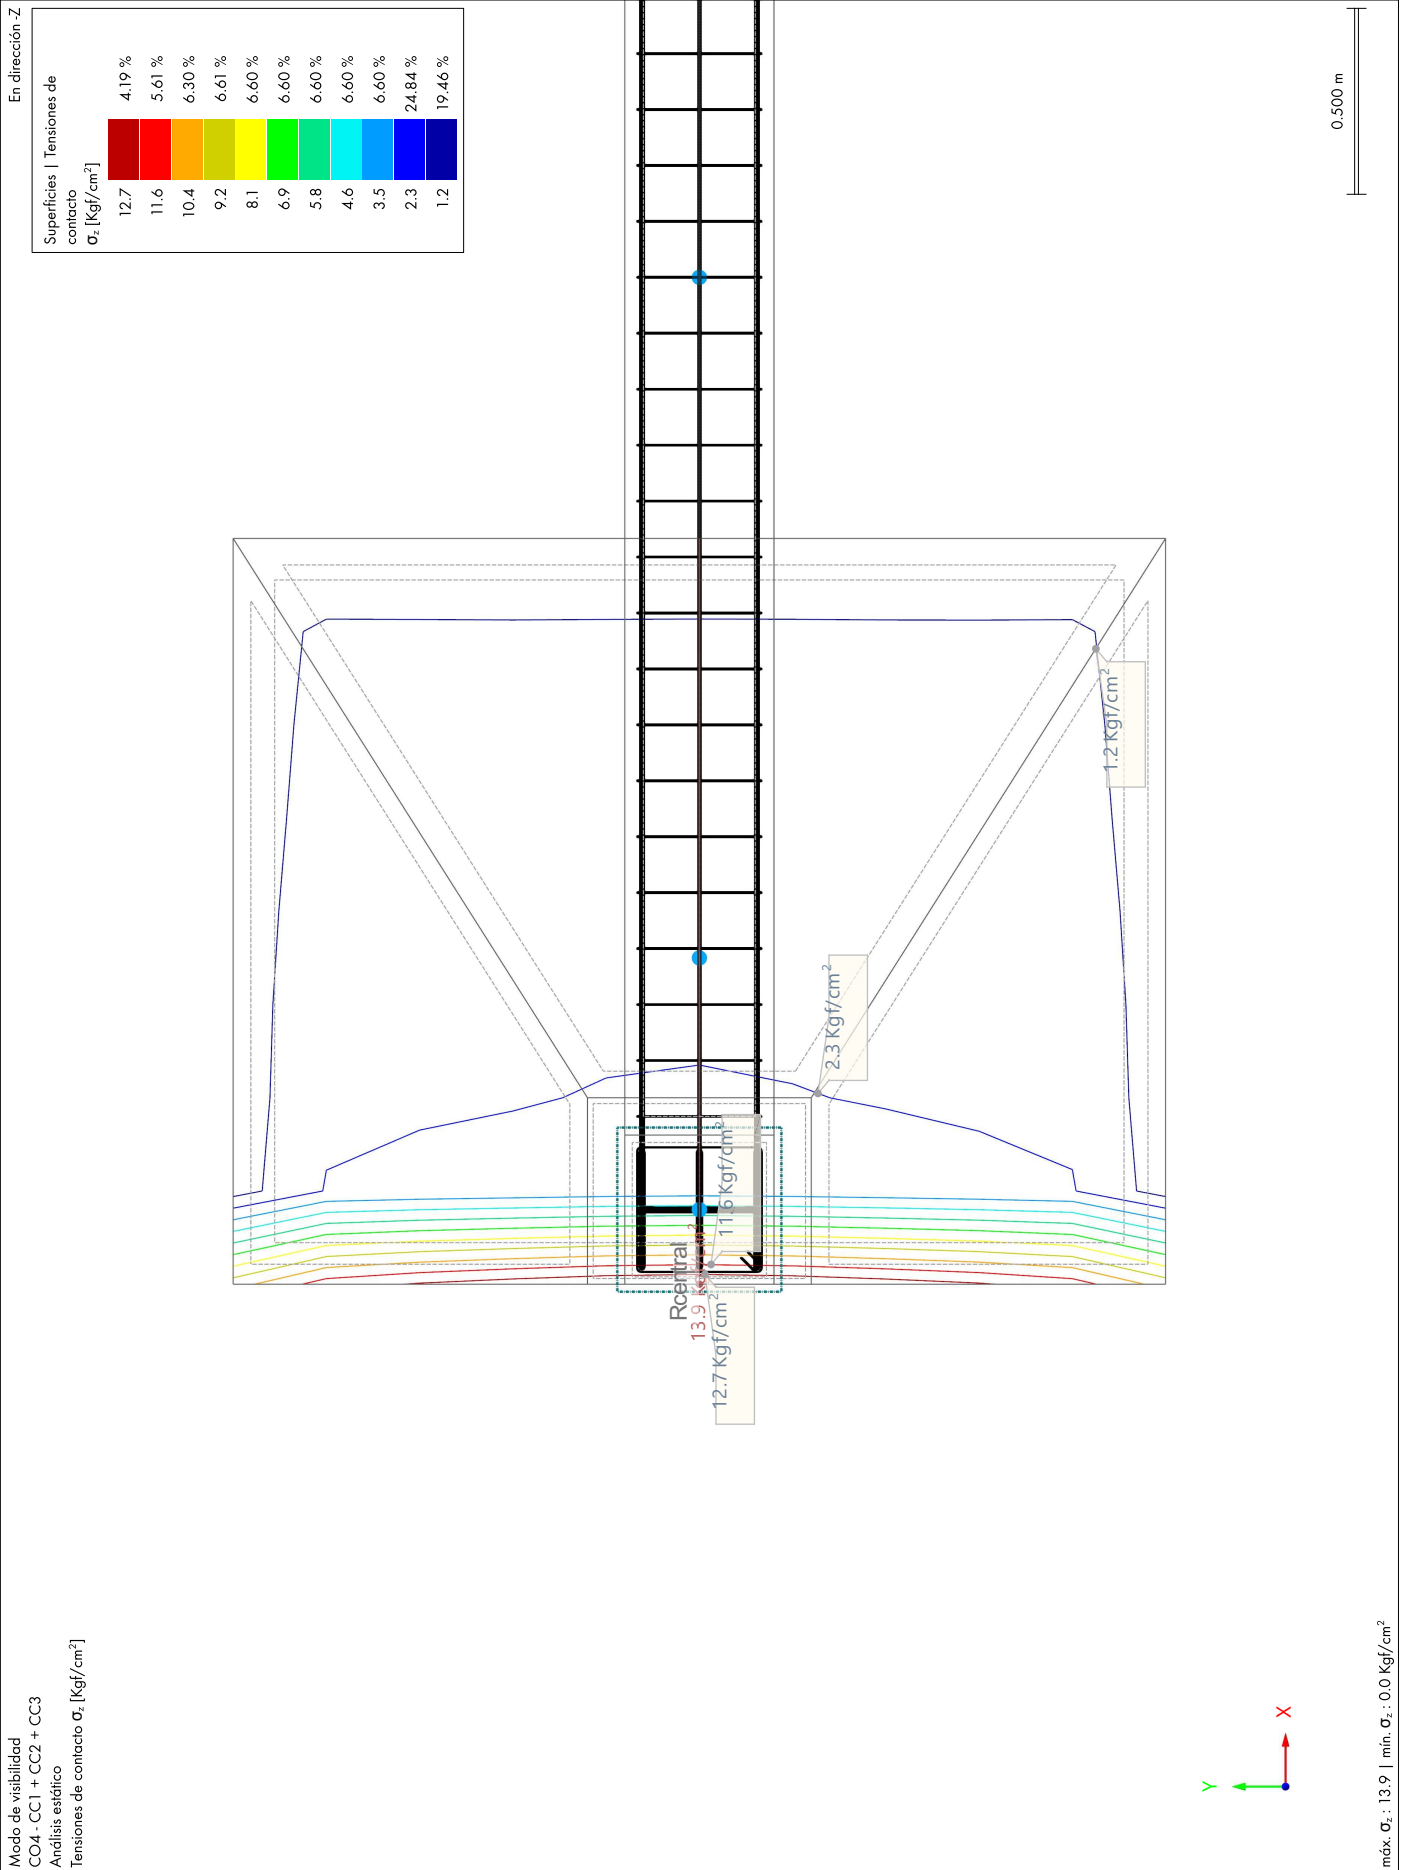 Modo de visibilidad
CO4 - CC1 + CC2 + CC3
Análisis estático
Tensiones de contacto σz [Kgf/cm²]
En dirección -Z
Superficies | Tensiones de
contacto
σz [Kgf/cm²]
12.7 4.19 %
11.6 5.61 %
10.4 6.30 %
9.2 6.61 %
8.1 6.60 %
6.9 6.60 %
5.8 6.60 %
4.6 6.60 %
3.5 6.60 %
2.3 24.84 %
1.2 19.46 %
Rcentral
13.9 Kgf/cm²
12.7 Kgf/cm²
11.6 Kgf/cm²
2.3 Kgf/cm²
1.2 Kgf/cm²
Y
X
0.500 m
máx. σz : 13.9 | mín. σz : 0.0 Kgf/cm²